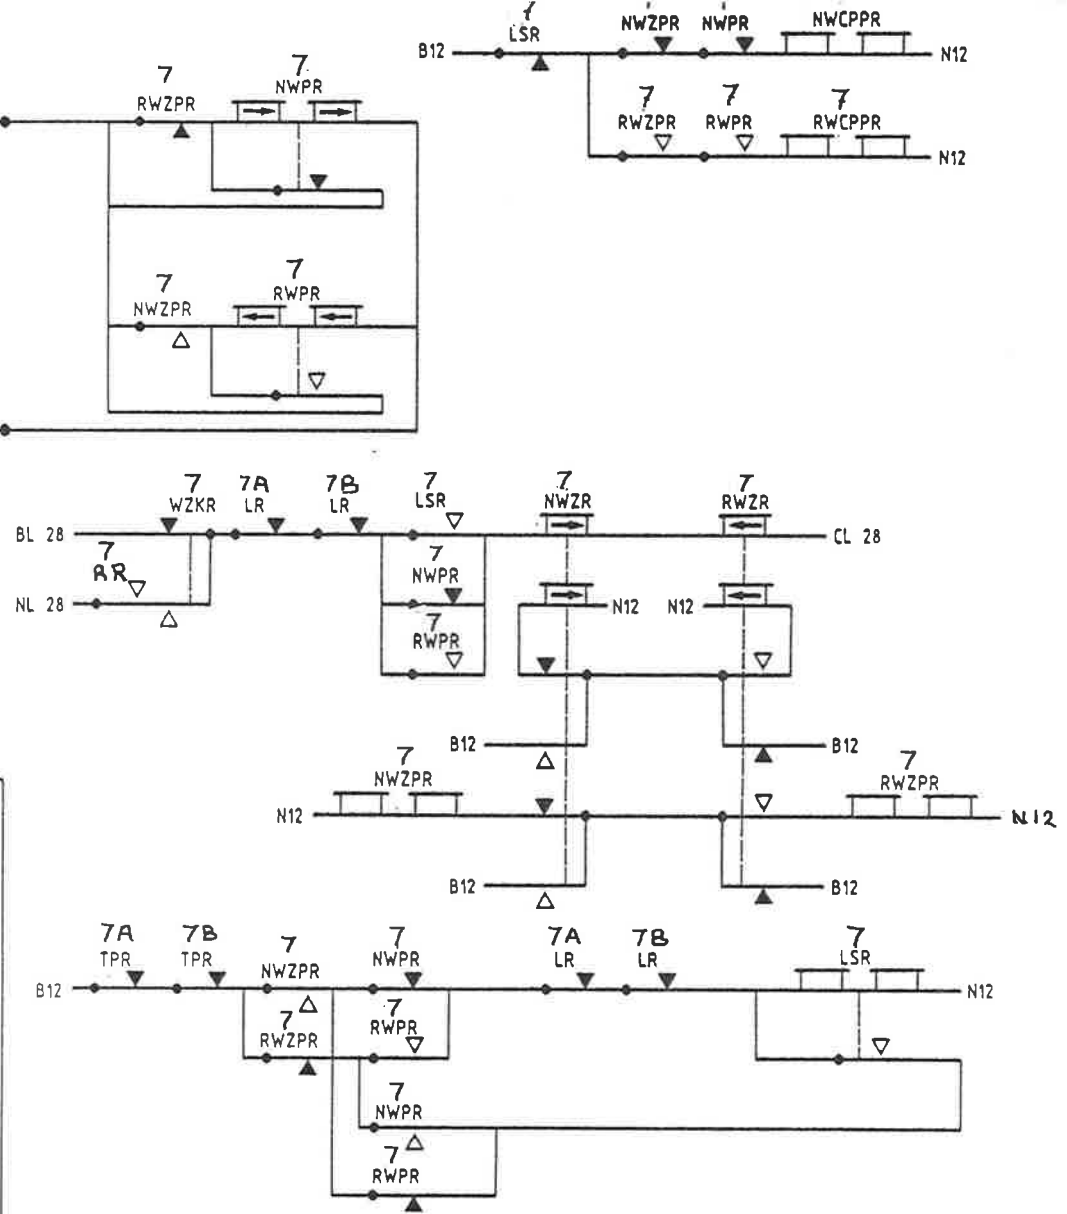 7 7 7
LSR NWZPR NWPR NWCPPR
B12 N12
7 7 7
RWZPR RWPR RWCPPR
N12
7 7
RWZPR NWPR
7 7
NWZPR RWPR
7 7A 7B 7 7 7
WZKR LR LR LSR NWZR RWZR
BL 28 CL 28
7 7
RR NWPR
NL 28 N12 N12
7
RWPR
B12 B12
7 7
NWZPR RWZPR
N12 N12
B12 B12
7A 7B 7 7 7A 7B 7
TPR TPR NWZPR NWPR LR LR LSR
B12 N12
7 7
RWZPR RWPR
7
NWPR
7
RWPR